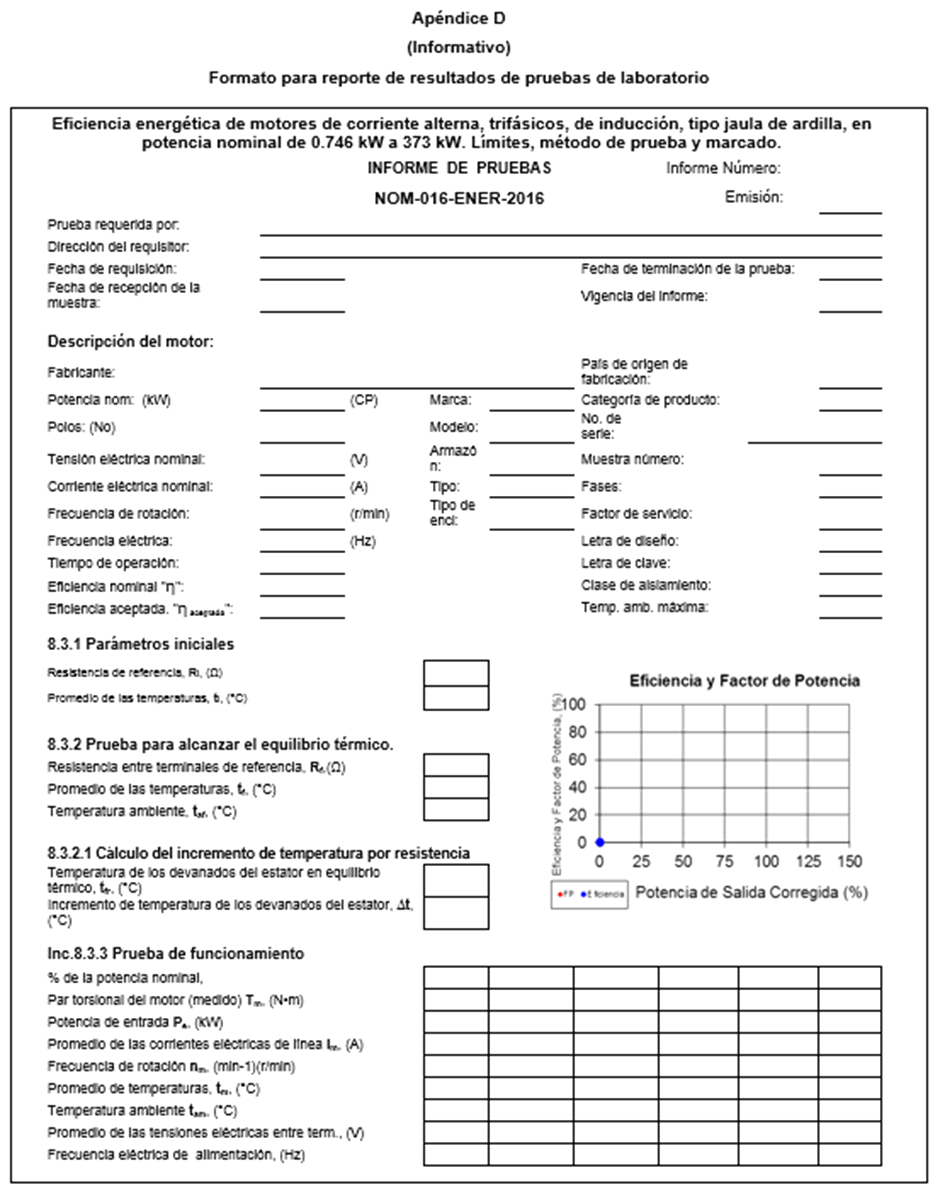 Apéndice D
(Informativo)
Formato para reporte de resultados de pruebas de laboratorio
Eficiencia energética de motores de corriente alterna, trifásicos, de inducción, tipo jaula de ardilla, en
potencia nominal de 0.746 kW a 373 kW. Límites, método de prueba y marcado.
INFORME DE PRUEBAS Informe Número:
NOM-016-ENER-2016 Emisión:
Prueba requerida por:
Dirección del requisitor:
Fecha de requisición: Fecha de terminación de la prueba:
Fecha de recepción de la
muestra: Vigencia del informe:
Descripción del motor:
Fabricante: País de origen de
fabricación:
Potencia nom: (kW) (CP) Marca: Categoría de producto:
Polos: (No) Modelo: No. de
serie:
Tensión eléctrica nominal: (V) Armazó
n: Muestra número:
Corriente eléctrica nominal: (A) Tipo: Fases:
Frecuencia de rotación: (r/min) Tipo de
encl: Factor de servicio:
Frecuencia eléctrica: (Hz) Letra de diseño:
Tiempo de operación: Letra de clave:
Eficiencia nominal "η": Clase de aislamiento:
Eficiencia aceptada. "η aceptada": Temp. amb. máxima:
8.3.1 Parámetros iniciales
Resistencia de referencia, Ri, (Ω)
Promedio de las temperaturas, ti, (°C)
8.3.2 Prueba para alcanzar el equilibrio térmico.
Resistencia entre terminales de referencia, Rf,(Ω)
Promedio de las temperaturas, tf, (°C)
Temperatura ambiente, taf, (°C)
8.3.2.1 Cálculo del incremento de temperatura por resistencia
Temperatura de los devanados del estator en equilibrio
térmico, tfr, (°C)
Incremento de temperatura de los devanados del estator, Δt,
(°C)
Eficiencia y Factor de Potencia
Eficiencia y Factor de Potencia, (%)
100
80
60
40
20
0
0 25 50 75 100 125 150
FP Eficiencia Potencia de Salida Corregida (%)
Inc.8.3.3 Prueba de funcionamiento
% de la potencia nominal,
Par torsional del motor (medido) Tm, (N•m)
Potencia de entrada Pe, (kW)
Promedio de las corrientes eléctricas de línea Im, (A)
Frecuencia de rotación nm, (min-1)(r/min)
Promedio de temperaturas, tm, (°C)
Temperatura ambiente tam, (°C)
Promedio de las tensiones eléctricas entre term., (V)
Frecuencia eléctrica de alimentación, (Hz)